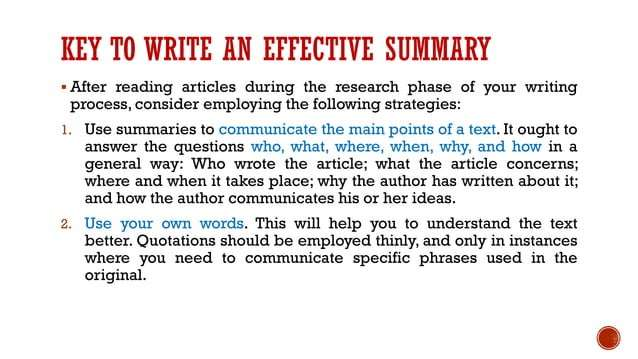 KEY TO WRITE AN EFFECTIVE SUMMARY
▪ After reading articles during the research phase of your writing
process, consider employing the following strategies:
1. Use summaries to communicate the main points of a text. It ought to
answer the questions who, what, where, when, why, and how in a
general way: Who wrote the article; what the article concerns;
where and when it takes place; why the author has written about it;
and how the author communicates his or her ideas.
2. Use your own words. This will help you to understand the text
better. Quotations should be employed thinly, and only in instances
where you need to communicate specific phrases used in the
original.